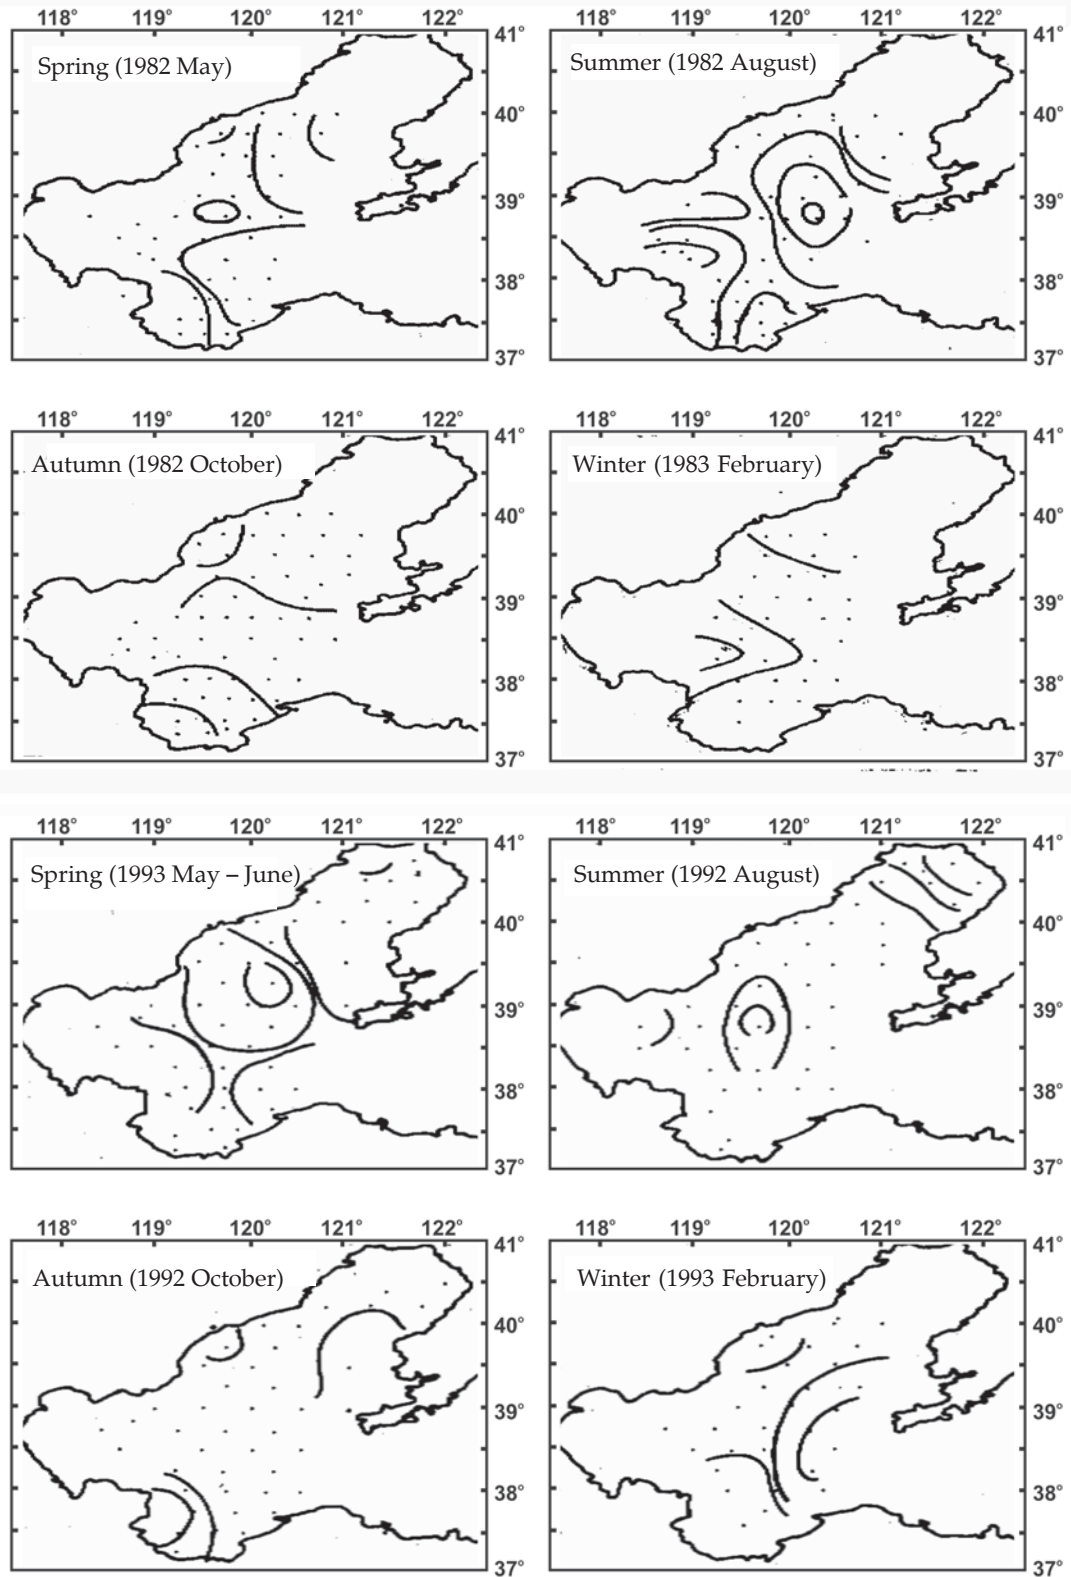 118° 119° 120° 121° 122° 118° 119° 120° 121° 122°
41° 41°
Spring (1982 May) Summer (1982 August)
40° 40°
39° 39°
38° 38°
37° 37°
118° 119° 120° 121° 122° 118° 119° 120° 121° 122°
41° 41°
Autumn (1982 October) Winter (1983 February)
40° 40°
39° 39°
38° 38°
37° 37°
118° 119° 120° 121° 122° 118° 119° 120° 121° 122°
41° 41°
Spring (1993 May – June) Summer (1992 August)
40° 40°
39° 39°
38° 38°
37° 37°
118° 119° 120° 121° 122° 118° 119° 120° 121° 122°
41° 41°
Autumn (1992 October) Winter (1993 February)
40° 40°
39° 39°
38° 38°
37° 37°